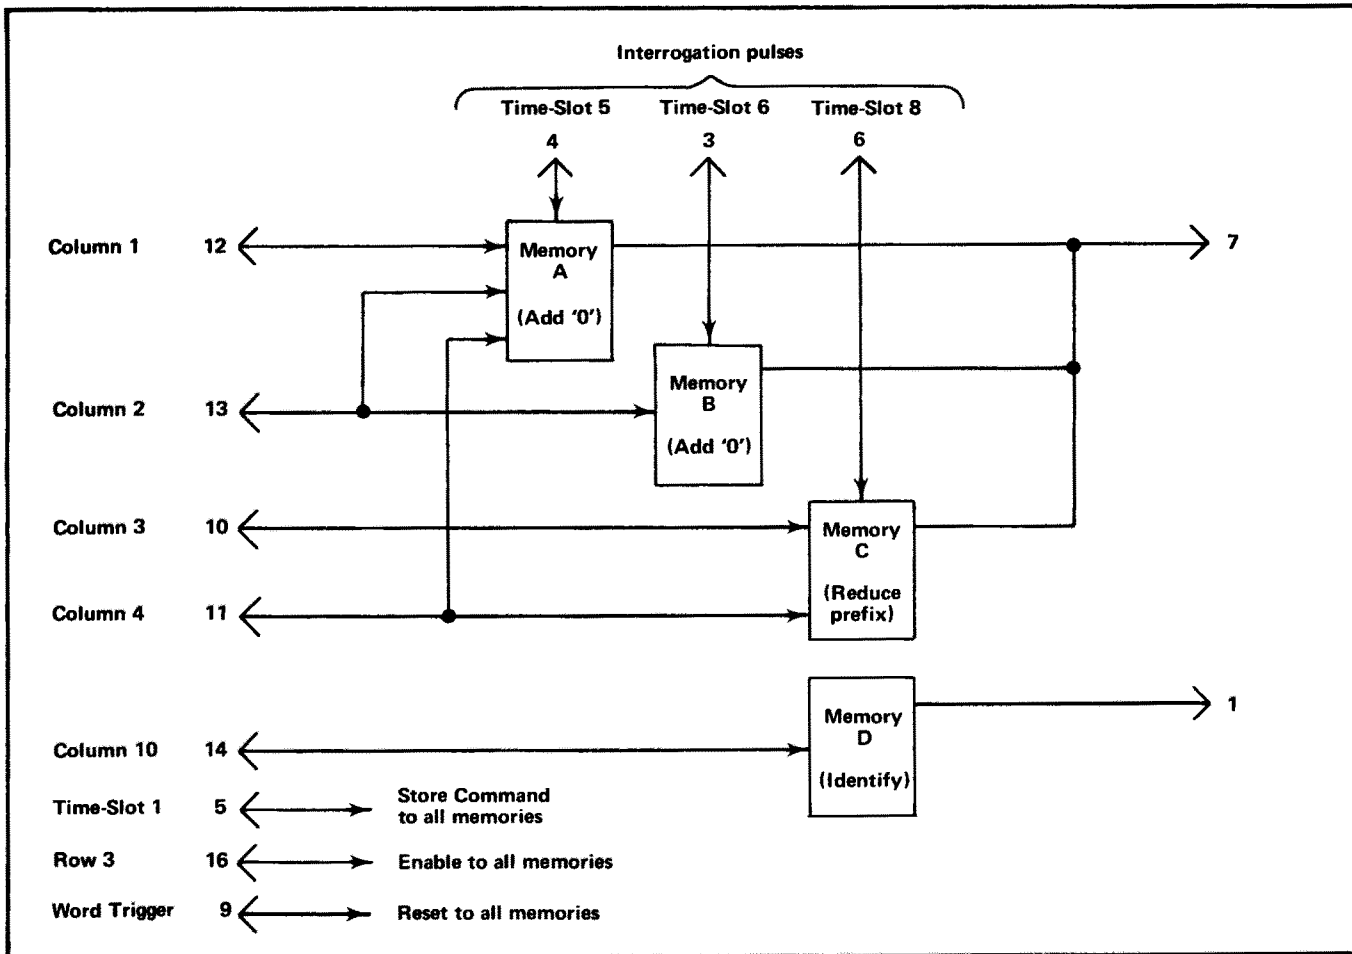 Interrogation pulses
Time-Slot 5 Time-Slot 6 Time-Slot 8
4 3 6
Column 1 12
Memory
A
(Add ‘0’)
7
Column 2 13
Memory
B
(Add ‘0’)
Column 3 10
Memory
C
(Reduce
prefix)
Column 4 11
Memory
D
(Identify)
1
Column 10 14
Time-Slot 1 5
Store Command
to all memories
Row 3 16 Enable to all memories
Word Trigger 9 Reset to all memories